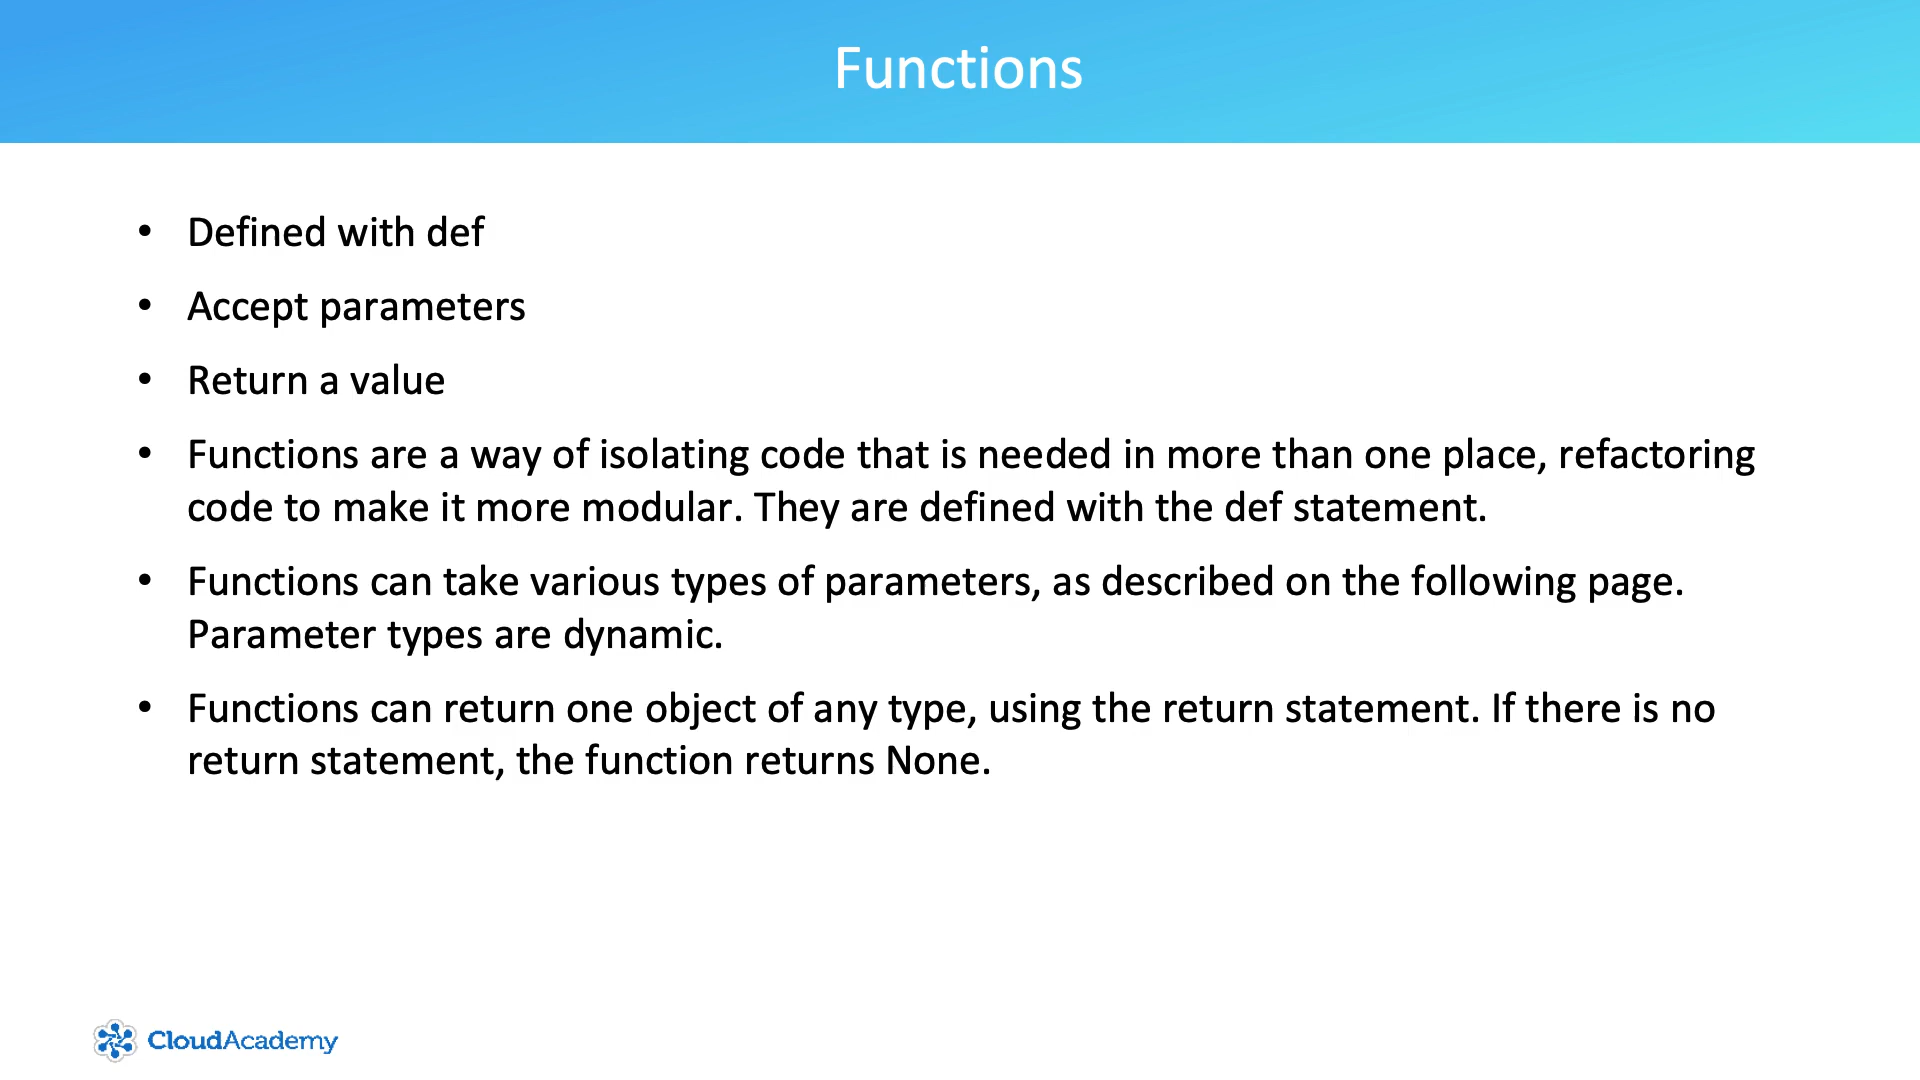 Functions
• Defined with def
• Accept parameters
• Return a value
• Functions are a way of isolating code that is needed in more than one place, refactoring
code to make it more modular. They are defined with the def statement.
• Functions can take various types of parameters, as described on the following page.
Parameter types are dynamic.
• Functions can return one object of any type, using the return statement. If there is no
return statement, the function returns None.
CloudAcademy